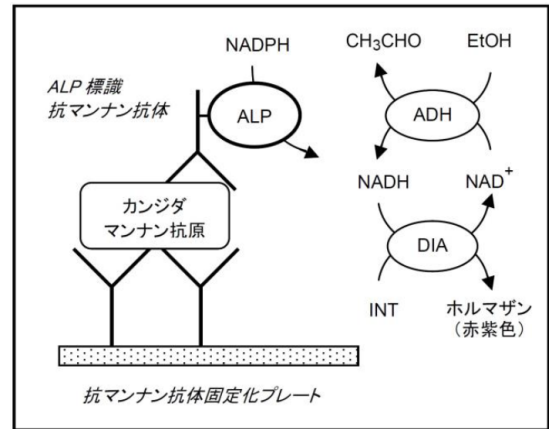 NADPH
CH₃CHO
EtOH
ALP 標識
抗マンナン抗体
ALP
ADH
NADH
NAD⁺
カンジダ
マンナン抗原
DIA
INT
ホルマザン
(赤紫色)
抗マンナン抗体固定化プレート